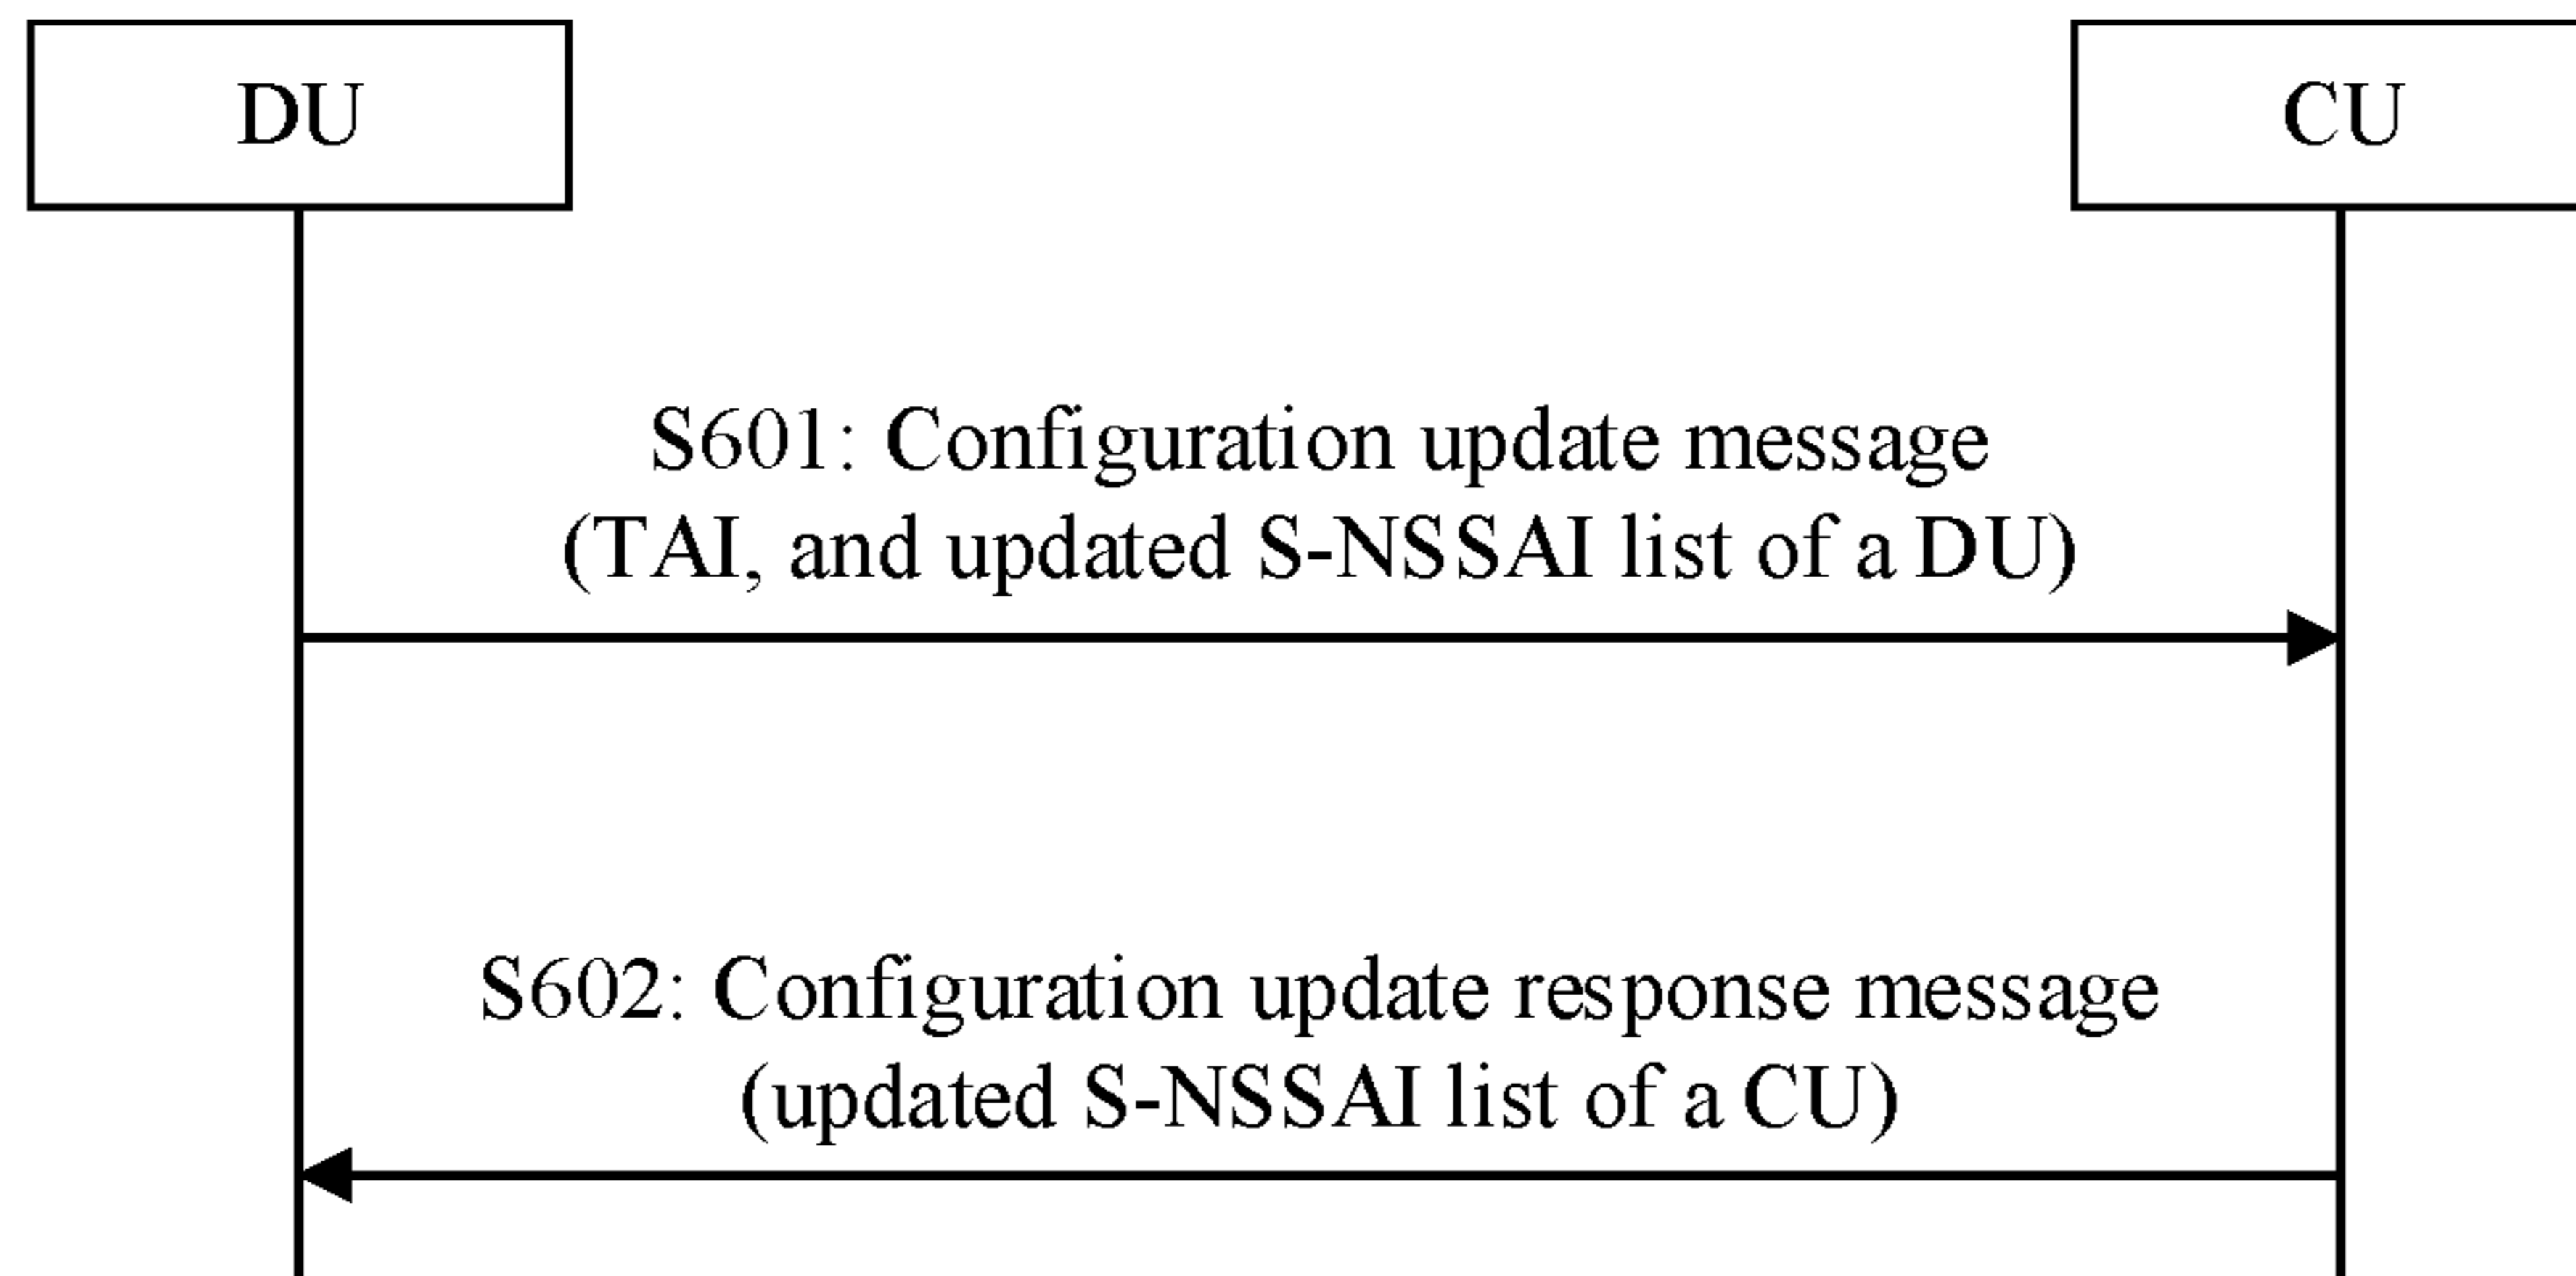 DU
CU
S601: Configuration update message
(TAI, and updated S-NSSAI list of a DU)
S602: Configuration update response message
(updated S-NSSAI list of a CU)